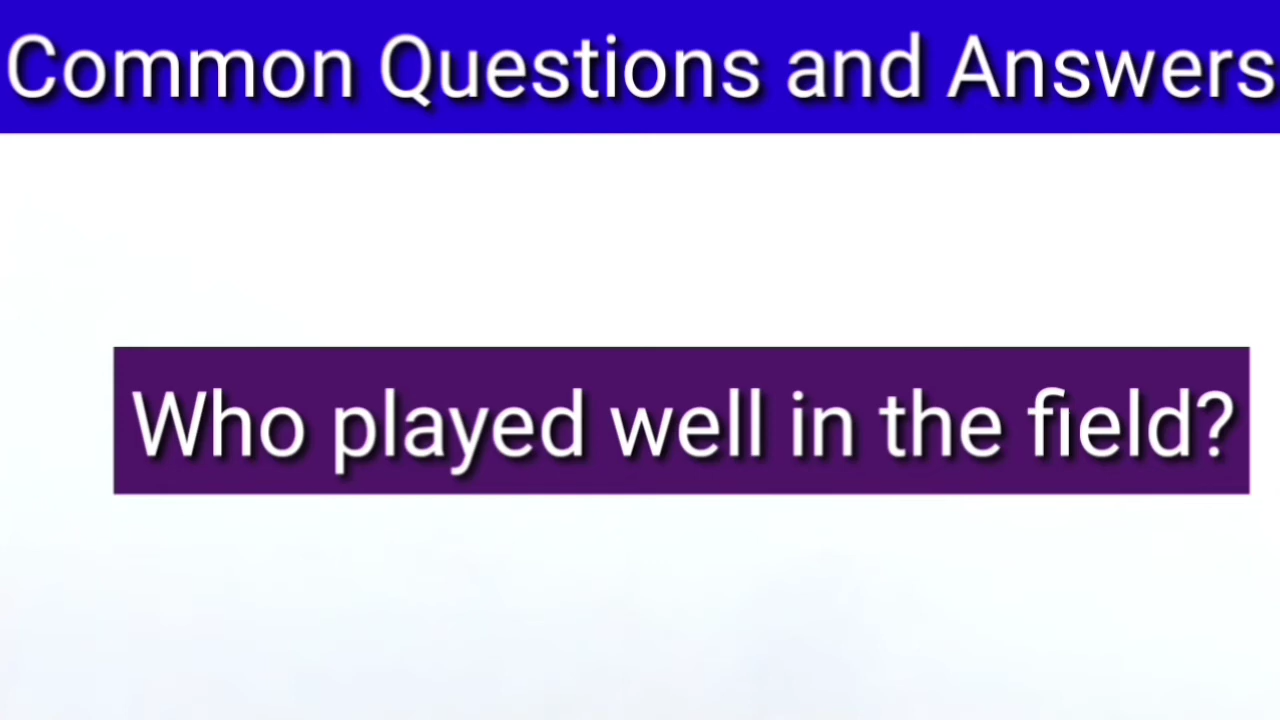 Common Questions and Answers
Who played well in the field?